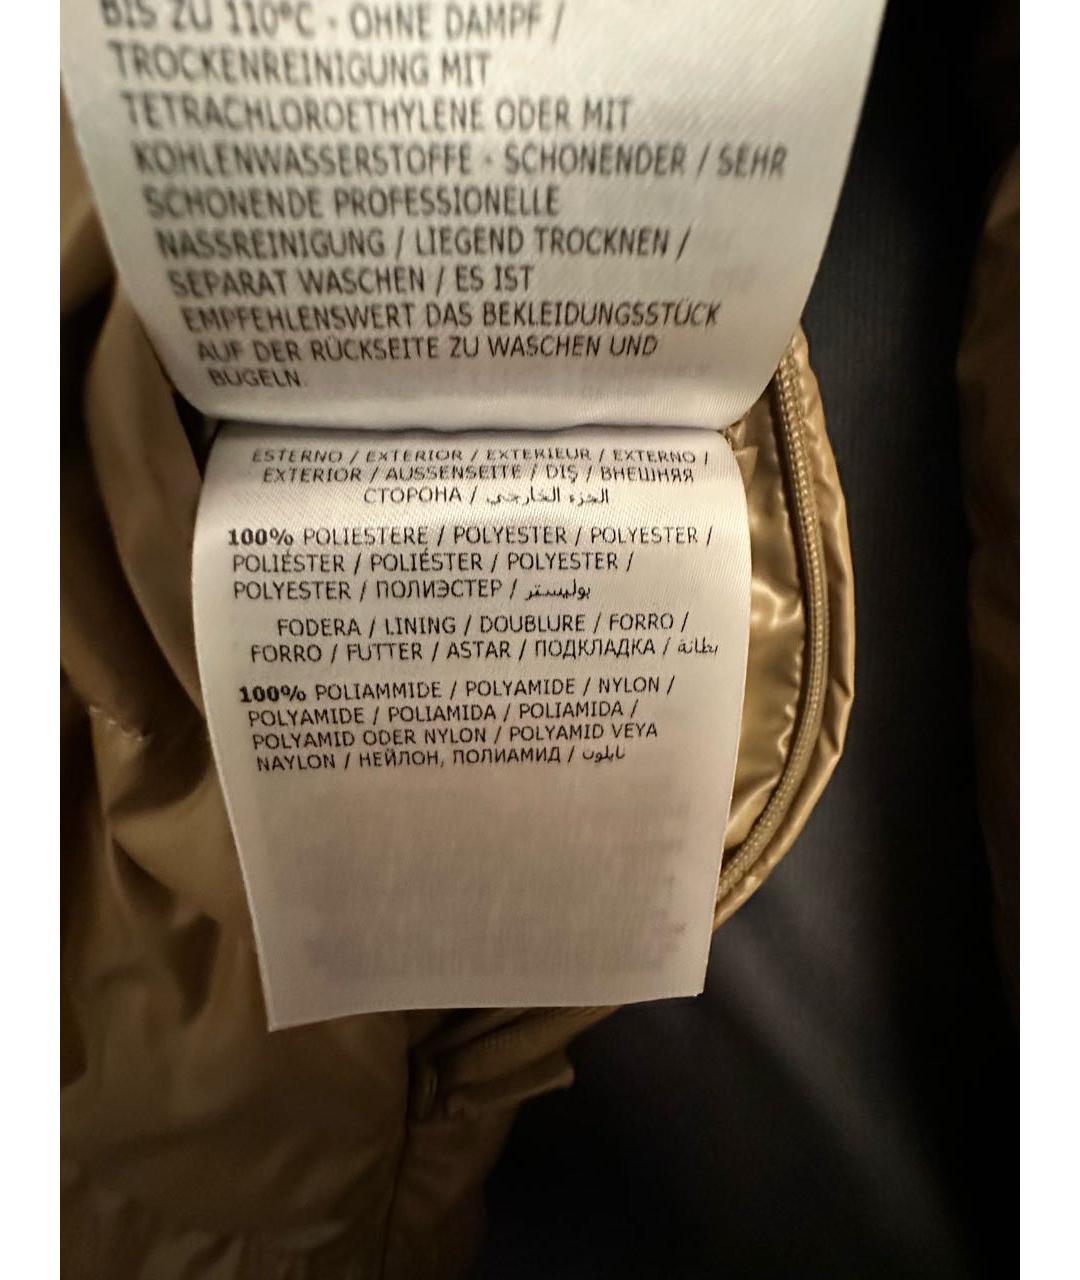 BIS ZU 110°C - OHNE DAMPF /
TROCKENREINIGUNG MIT
TETRACHLOROETHYLENE ODER MIT
KOHLENWASSERSTOFFE - SCHONENDER / SEHR
SCHONENDE PROFESSIONELLE
NASSREINIGUNG / LIEGEND TROCKNEN /
SEPARAT WASCHEN / ES IST
EMPFEHLENSWERT DAS BEKLEIDUNGSSTÜCK
AUF DER RÜCKSEITE ZU WASCHEN UND
BUGELN.
ESTERNO / EXTERIOR / EXTERIEUR / EXTERNO /
EXTERIOR / AUSSENSEITE / DIŞ / ВНЕШНЯЯ
СТОРОНА / الجزء الخارجي
100% POLIESTERE / POLYESTER / POLYESTER /
POLIÉSTER / POLIÉSTER / POLYESTER /
POLYESTER / ПОЛИЭСТЕР / بوليستر
FODERA / LINING / DOUBLURE / FORRO /
FORRO / FUTTER / ASTAR / ПОДКЛАДКА / بطانة
100% POLIAMMIDE / POLYAMIDE / NYLON /
POLYAMIDE / POLIAMIDA / POLIAMIDA /
POLYAMID ODER NYLON / POLYAMID VEYA
NAYLON / НЕЙЛОН, ПОЛИАМИД / نايلون